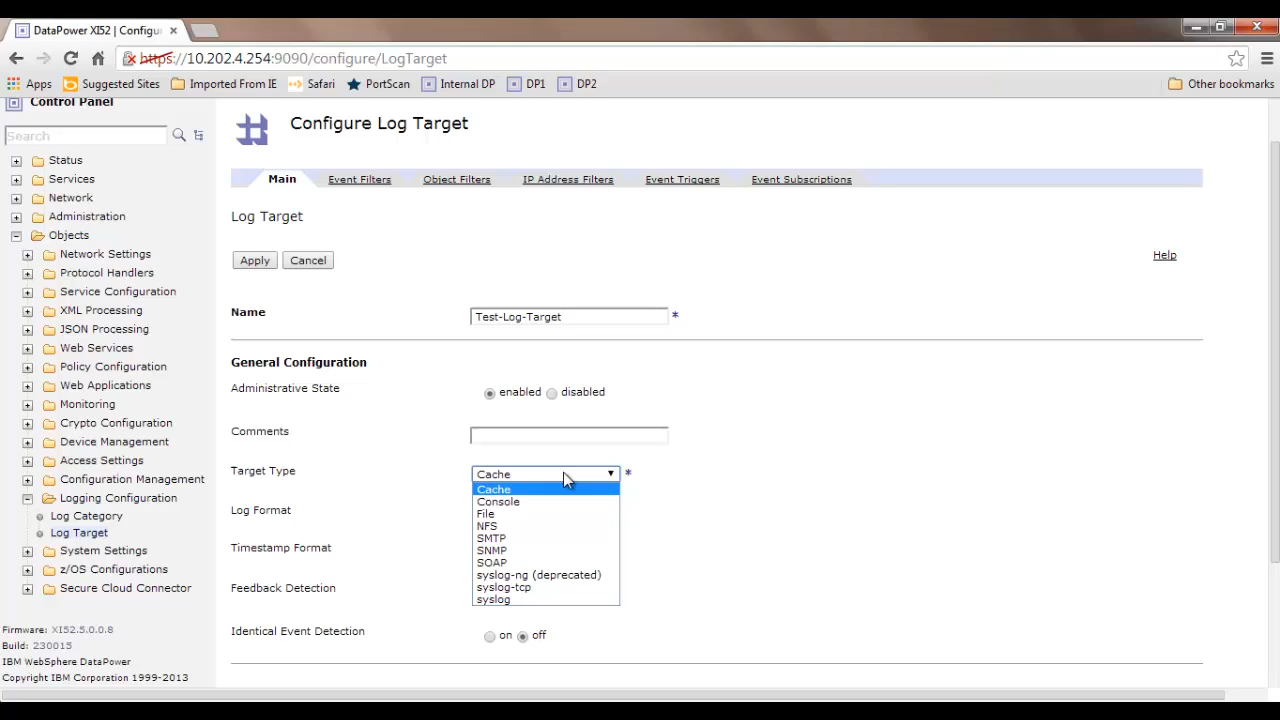 DataPower XI52 | Configu
https://10.202.4.254:9090/configure/LogTarget
Apps Suggested Sites Imported From IE Safari PortScan Internal DP DP1 DP2 Other bookmarks
Control Panel
Search
Status
Services
Network
Administration
Objects
Network Settings
Protocol Handlers
Service Configuration
XML Processing
JSON Processing
Web Services
Policy Configuration
Web Applications
Monitoring
Crypto Configuration
Device Management
Access Settings
Configuration Management
Logging Configuration
Log Category
Log Target
System Settings
z/OS Configurations
Secure Cloud Connector
Firmware: XI52.5.0.0.8
Build: 230015
IBM WebSphere DataPower
Copyright IBM Corporation 1999-2013
Configure Log Target
Main Event Filters Object Filters IP Address Filters Event Triggers Event Subscriptions
Log Target
Apply Cancel
Help
Name Test-Log-Target *
General Configuration
Administrative State enabled disabled
Comments
Target Type Cache *
Cache
Console
File
NFS
SMTP
SNMP
SOAP
syslog-ng (deprecated)
syslog-tcp
syslog
Log Format
Timestamp Format
Feedback Detection
Identical Event Detection on off